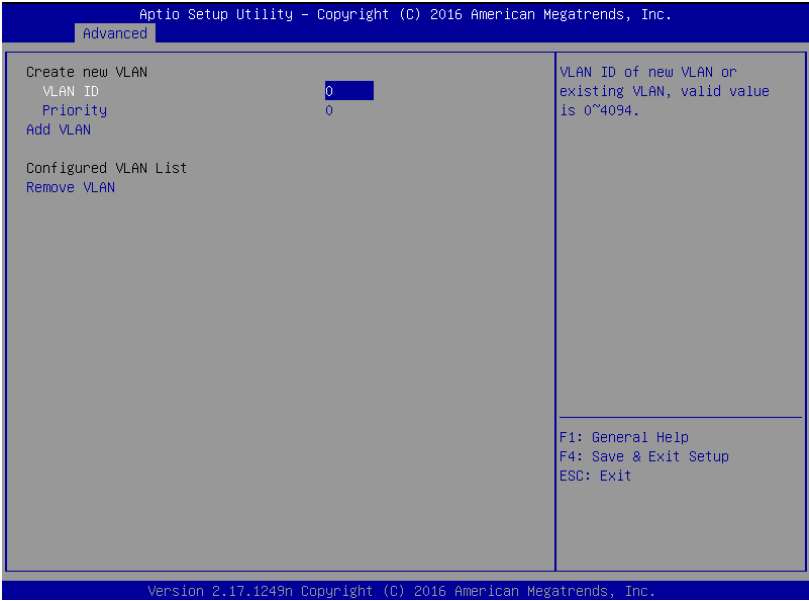 Aptio Setup Utility – Copyright (C) 2016 American Megatrends, Inc.
Advanced
Create new VLAN
VLAN ID 0
Priority 0
Add VLAN
Configured VLAN List
Remove VLAN
VLAN ID of new VLAN or
existing VLAN, valid value
is 0~4094.
F1: General Help
F4: Save & Exit Setup
ESC: Exit
Version 2.17.1249n Copyright (C) 2016 American Megatrends, Inc.